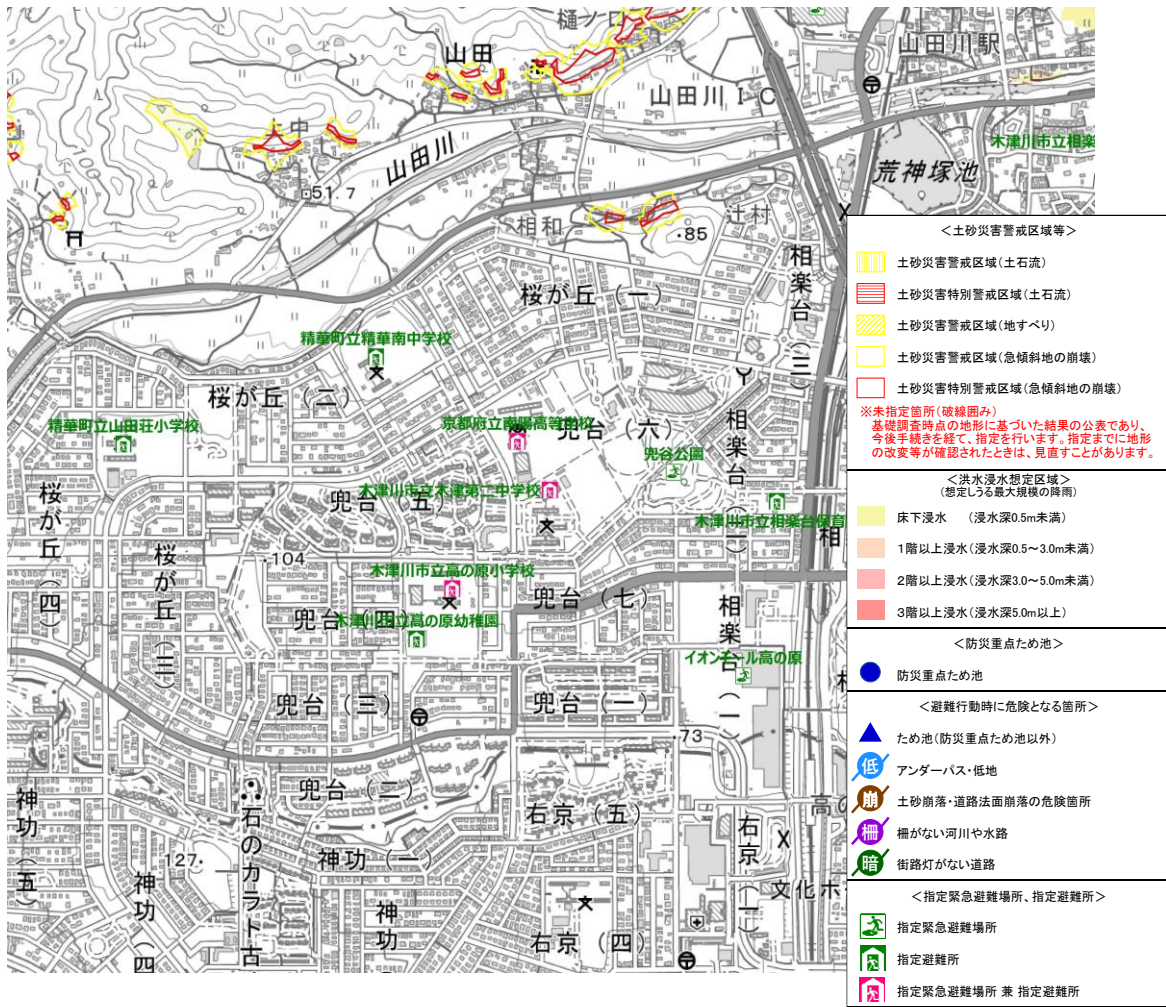 樋ノ口
山田
山田川駅
山田川ＩＣ
山田川
木津川市立相楽
荒神塚池
51.7
相和
辻村
85
相楽台(三)
桜が丘(一)
精華町立精華南中学校
桜が丘(二)
精華町立山田荘小学校
京都府立南陽高等学校
兜台(六)
兜谷公園
相楽台(二)
木津川市立木津第二中学校
木津川市立相楽台保育
兜台(五)
桜が丘(四)
桜が丘(三)
104
木津川市立高の原小学校
兜台(七)
兜台(四)
木津川市立高の原幼稚園
相楽台(一)
イオンモール高の原
兜台(三)
兜台(一)
73
兜台(二)
右京(五)
高の
神功(五)
石のカラト古
神功(一)
右京(一)
127
神功(四
神功
文化ホ
右京(四)
＜土砂災害警戒区域等＞
土砂災害警戒区域(土石流)
土砂災害特別警戒区域(土石流)
土砂災害警戒区域(地すべり)
土砂災害警戒区域(急傾斜地の崩壊)
土砂災害特別警戒区域(急傾斜地の崩壊)
※未指定箇所(破線囲み)
基礎調査時点の地形に基づいた結果の公表であり、
今後手続きを経て、指定を行います。指定までに地形
の改変等が確認されたときは、見直すことがあります。
＜洪水浸水想定区域＞
(想定しうる最大規模の降雨)
床下浸水　(浸水深0.5m未満)
1階以上浸水(浸水深0.5～3.0m未満)
2階以上浸水(浸水深3.0～5.0m未満)
3階以上浸水(浸水深5.0m以上)
＜防災重点ため池＞
防災重点ため池
＜避難行動時に危険となる箇所＞
ため池(防災重点ため池以外)
低 アンダーパス・低地
崩 土砂崩落・道路法面崩落の危険箇所
柵 柵がない河川や水路
暗 街路灯がない道路
＜指定緊急避難場所、指定避難所＞
指定緊急避難場所
指定避難所
指定緊急避難場所 兼 指定避難所